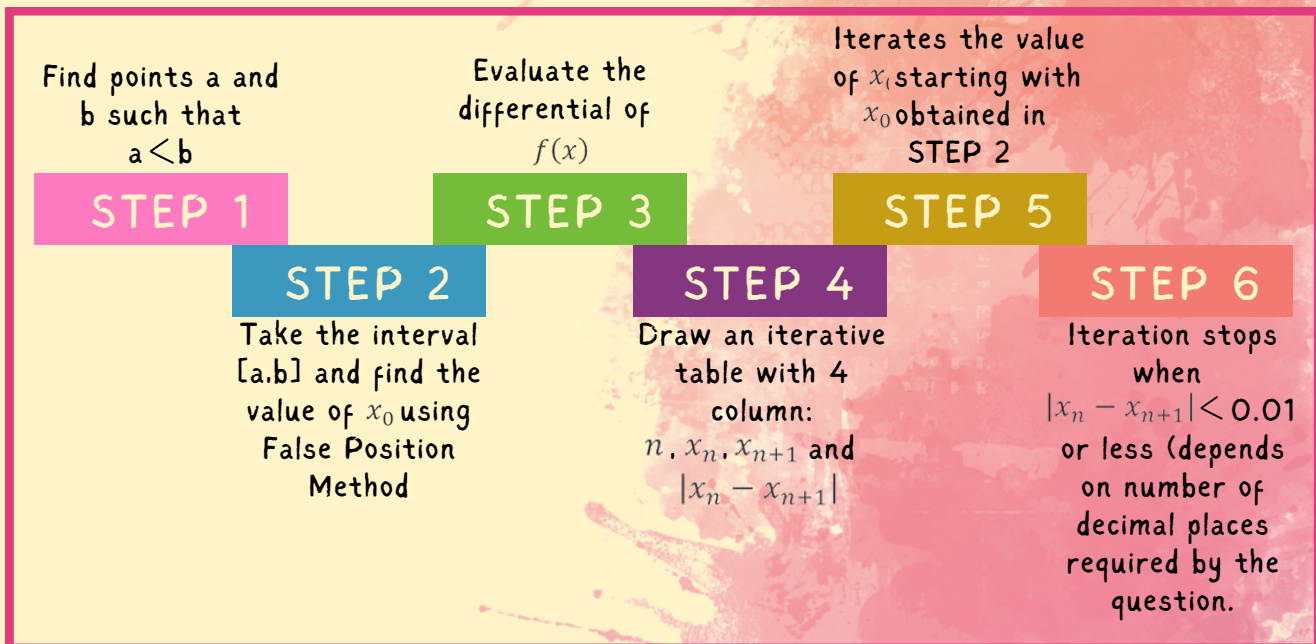 Find points a and
b such that
a < b
STEP 1
STEP 2
Take the interval
[a,b] and find the
value of x₀ using
False Position
Method
Evaluate the
differential of
f(x)
STEP 3
STEP 4
Draw an iterative
table with 4
column:
n, xₙ, xₙ₊₁ and
|xₙ − xₙ₊₁|
Iterates the value
of x starting with
x₀ obtained in
STEP 2
STEP 5
STEP 6
Iteration stops
when
|xₙ − xₙ₊₁| < 0.01
or less (depends
on number of
decimal places
required by the
question.